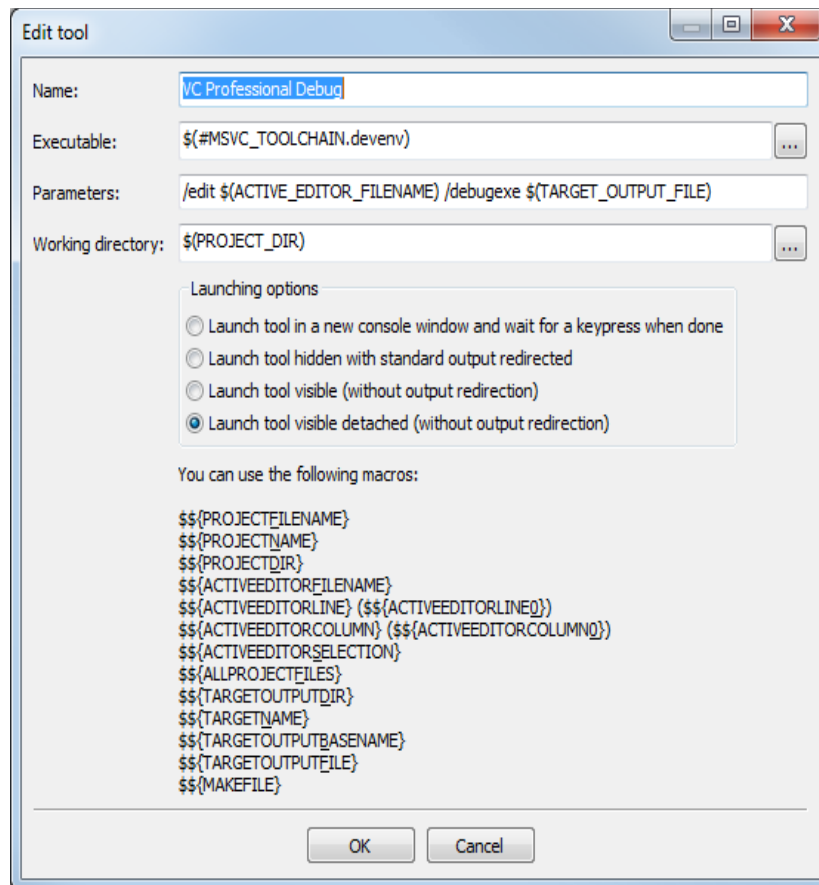 Edit tool
Name: VC Professional Debug
Executable: $(#MSVC_TOOLCHAIN.devenv) ...
Parameters: /edit $(ACTIVE_EDITOR_FILENAME) /debugexe $(TARGET_OUTPUT_FILE)
Working directory: $(PROJECT_DIR) ...
Launching options
Launch tool in a new console window and wait for a keypress when done
Launch tool hidden with standard output redirected
Launch tool visible (without output redirection)
Launch tool visible detached (without output redirection)
You can use the following macros:
$${PROJECTFILENAME}
$${PROJECTNAME}
$${PROJECTDIR}
$${ACTIVEEDITORFILENAME}
$${ACTIVEEDITORLINE} ($${ACTIVEEDITORLINE0})
$${ACTIVEEDITORCOLUMN} ($${ACTIVEEDITORCOLUMN0})
$${ACTIVEEDITORSELECTION}
$${ALLPROJECTFILES}
$${TARGETOUTPUTDIR}
$${TARGETNAME}
$${TARGETOUTPUTBASENAME}
$${TARGETOUTPUTFILE}
$${MAKEFILE}
OK Cancel